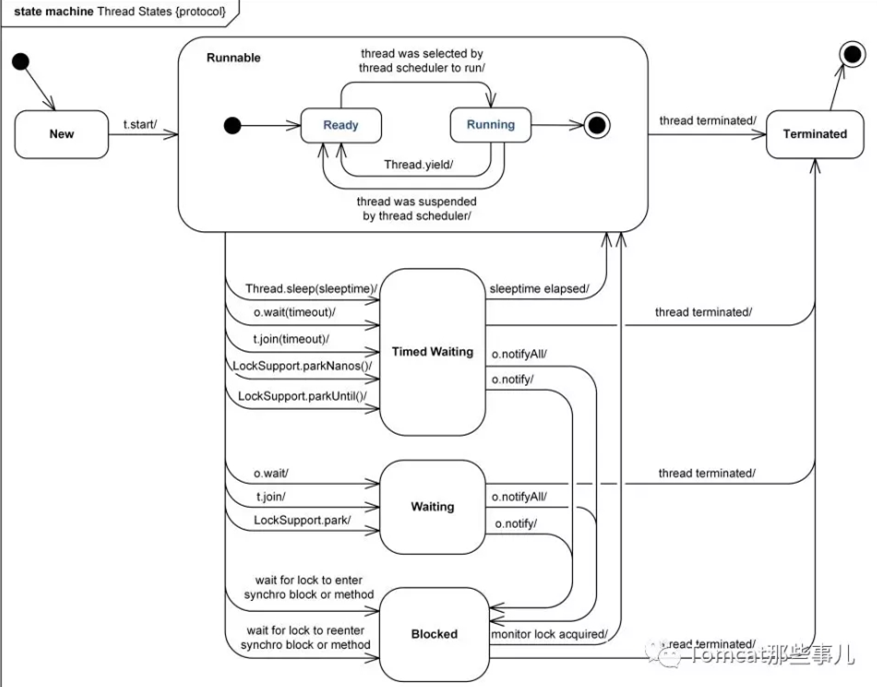 state machine Thread States {protocol}
Runnable
thread was selected by
thread scheduler to run/
Ready
Running
New
t.start/
Thread.yield/
thread was suspended
by thread scheduler/
thread terminated/
Terminated
Thread.sleep(sleeptime)/
o.wait(timeout)/
t.join(timeout)/
LockSupport.parkNanos()/
LockSupport.parkUntil()/
Timed Waiting
sleeptime elapsed/
thread terminated/
o.notifyAll/
o.notify/
o.wait/
t.join/
LockSupport.park/
Waiting
thread terminated/
o.notifyAll/
o.notify/
wait for lock to enter
synchro block or method
wait for lock to reenter
synchro block or method
Blocked
monitor lock acquired/
read terminated/
Tomcat那些事儿